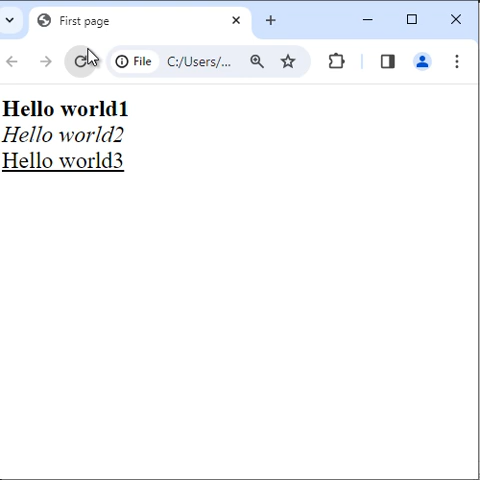 First page
File C:/Users/...
Hello world1
Hello world2
Hello world3